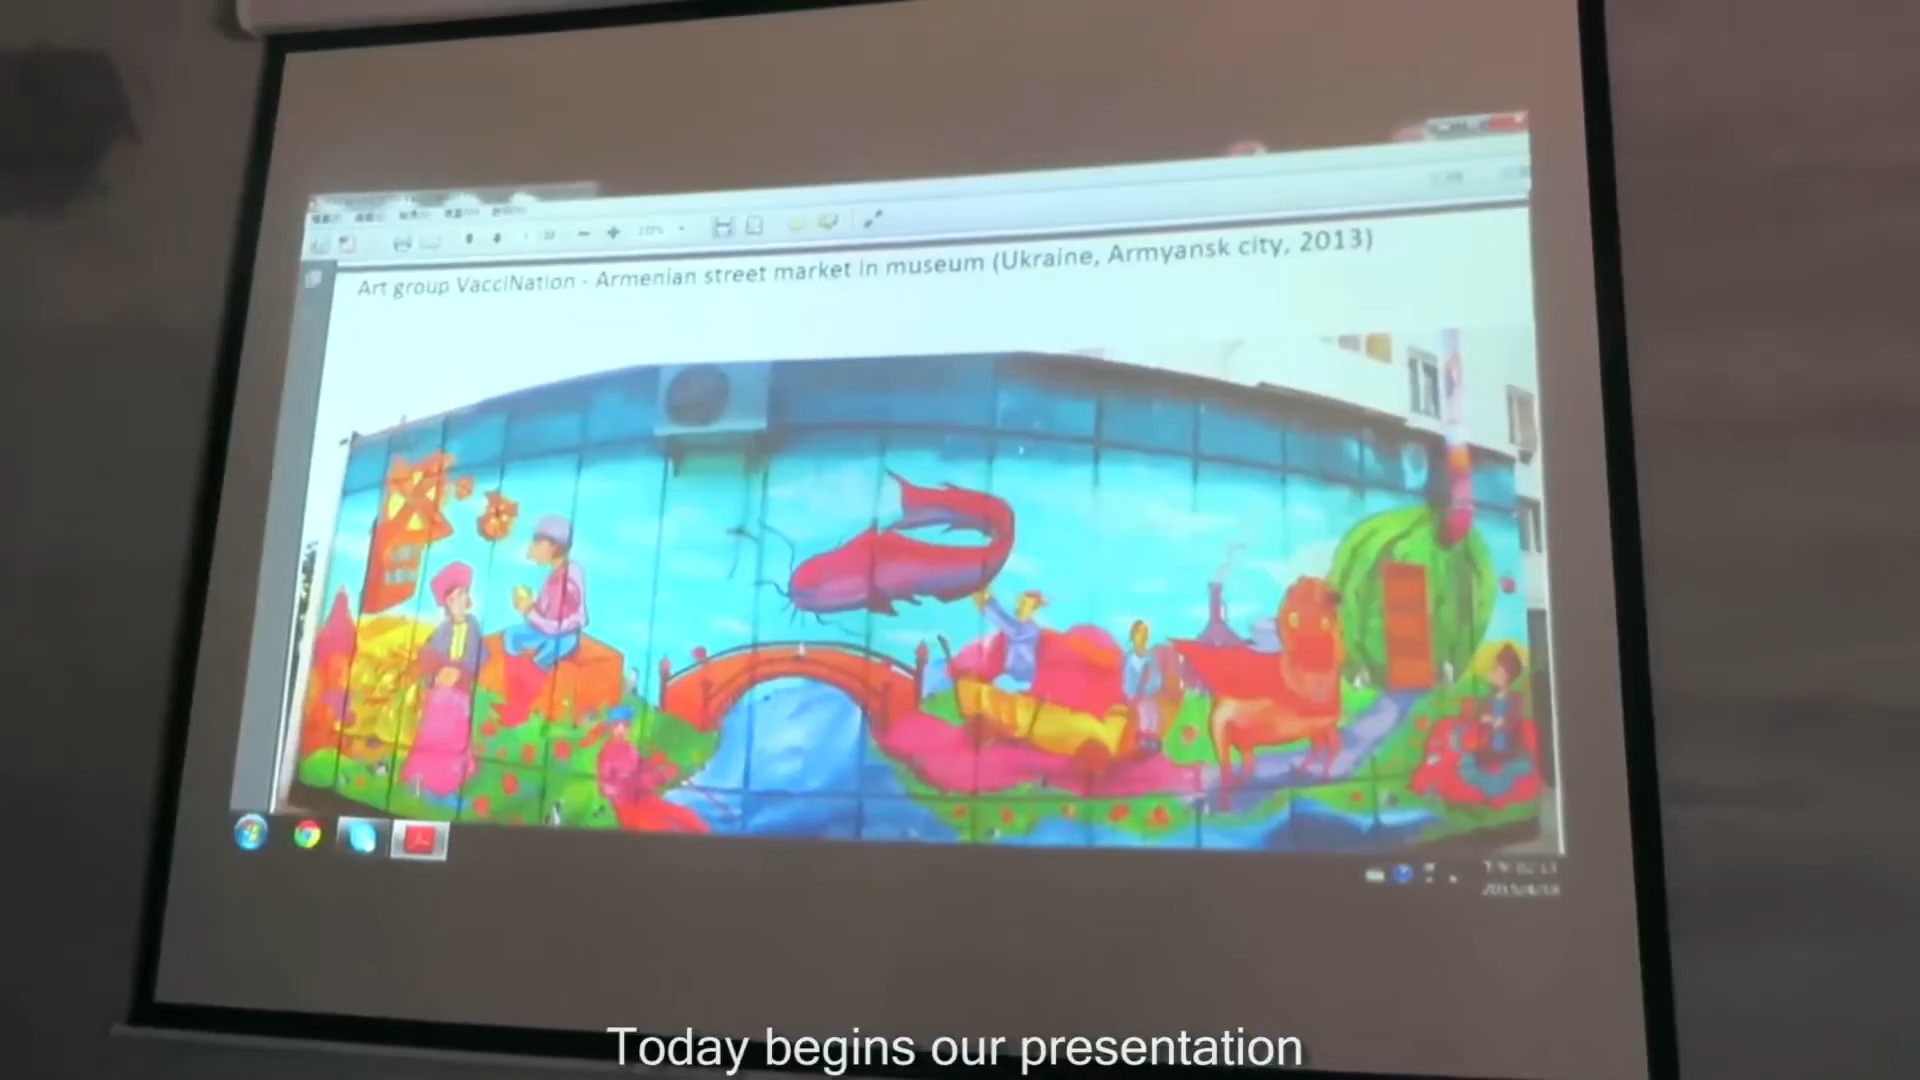 Art group VacciNation - Armenian street market in museum (Ukraine, Armyansk city, 2013)
Today begins our presentation